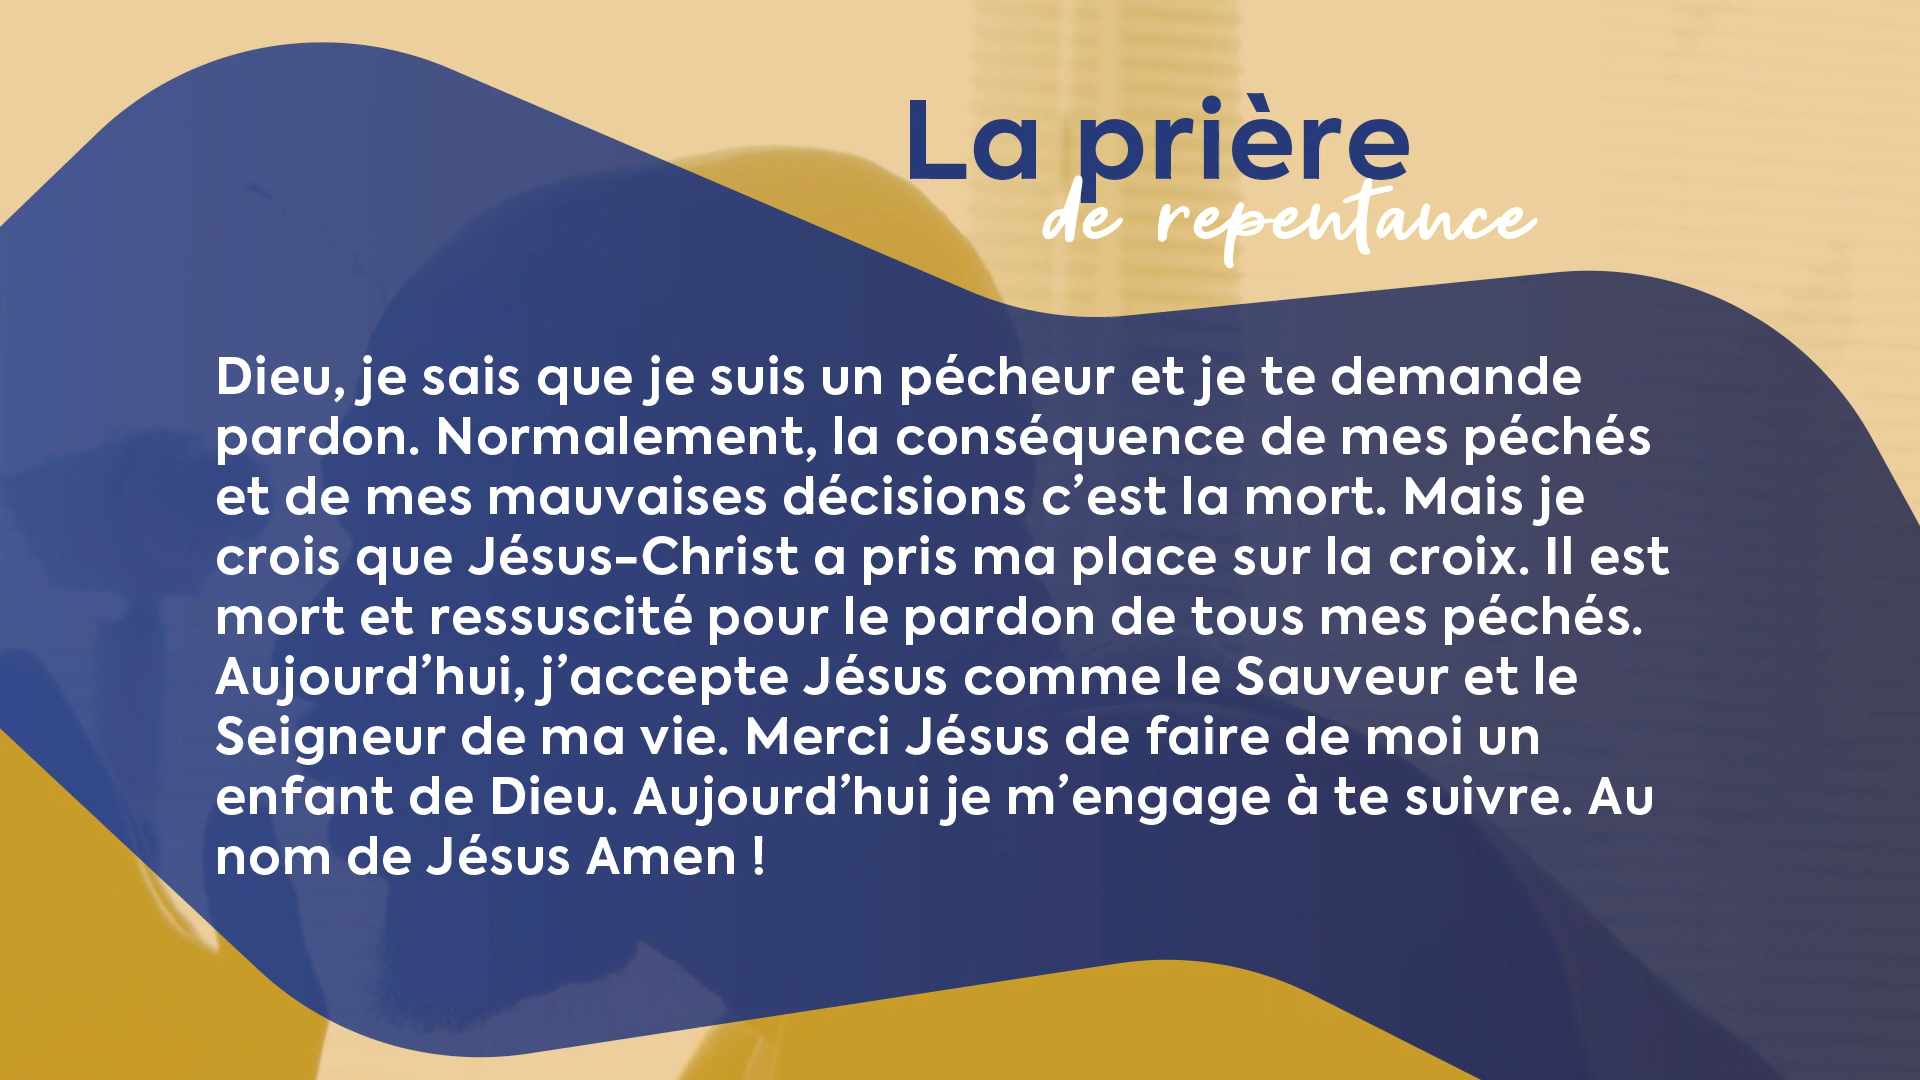 La prière
de repentance
Dieu, je sais que je suis un pécheur et je te demande
pardon. Normalement, la conséquence de mes péchés
et de mes mauvaises décisions c’est la mort. Mais je
crois que Jésus-Christ a pris ma place sur la croix. Il est
mort et ressuscité pour le pardon de tous mes péchés.
Aujourd’hui, j’accepte Jésus comme le Sauveur et le
Seigneur de ma vie. Merci Jésus de faire de moi un
enfant de Dieu. Aujourd’hui je m’engage à te suivre. Au
nom de Jésus Amen !